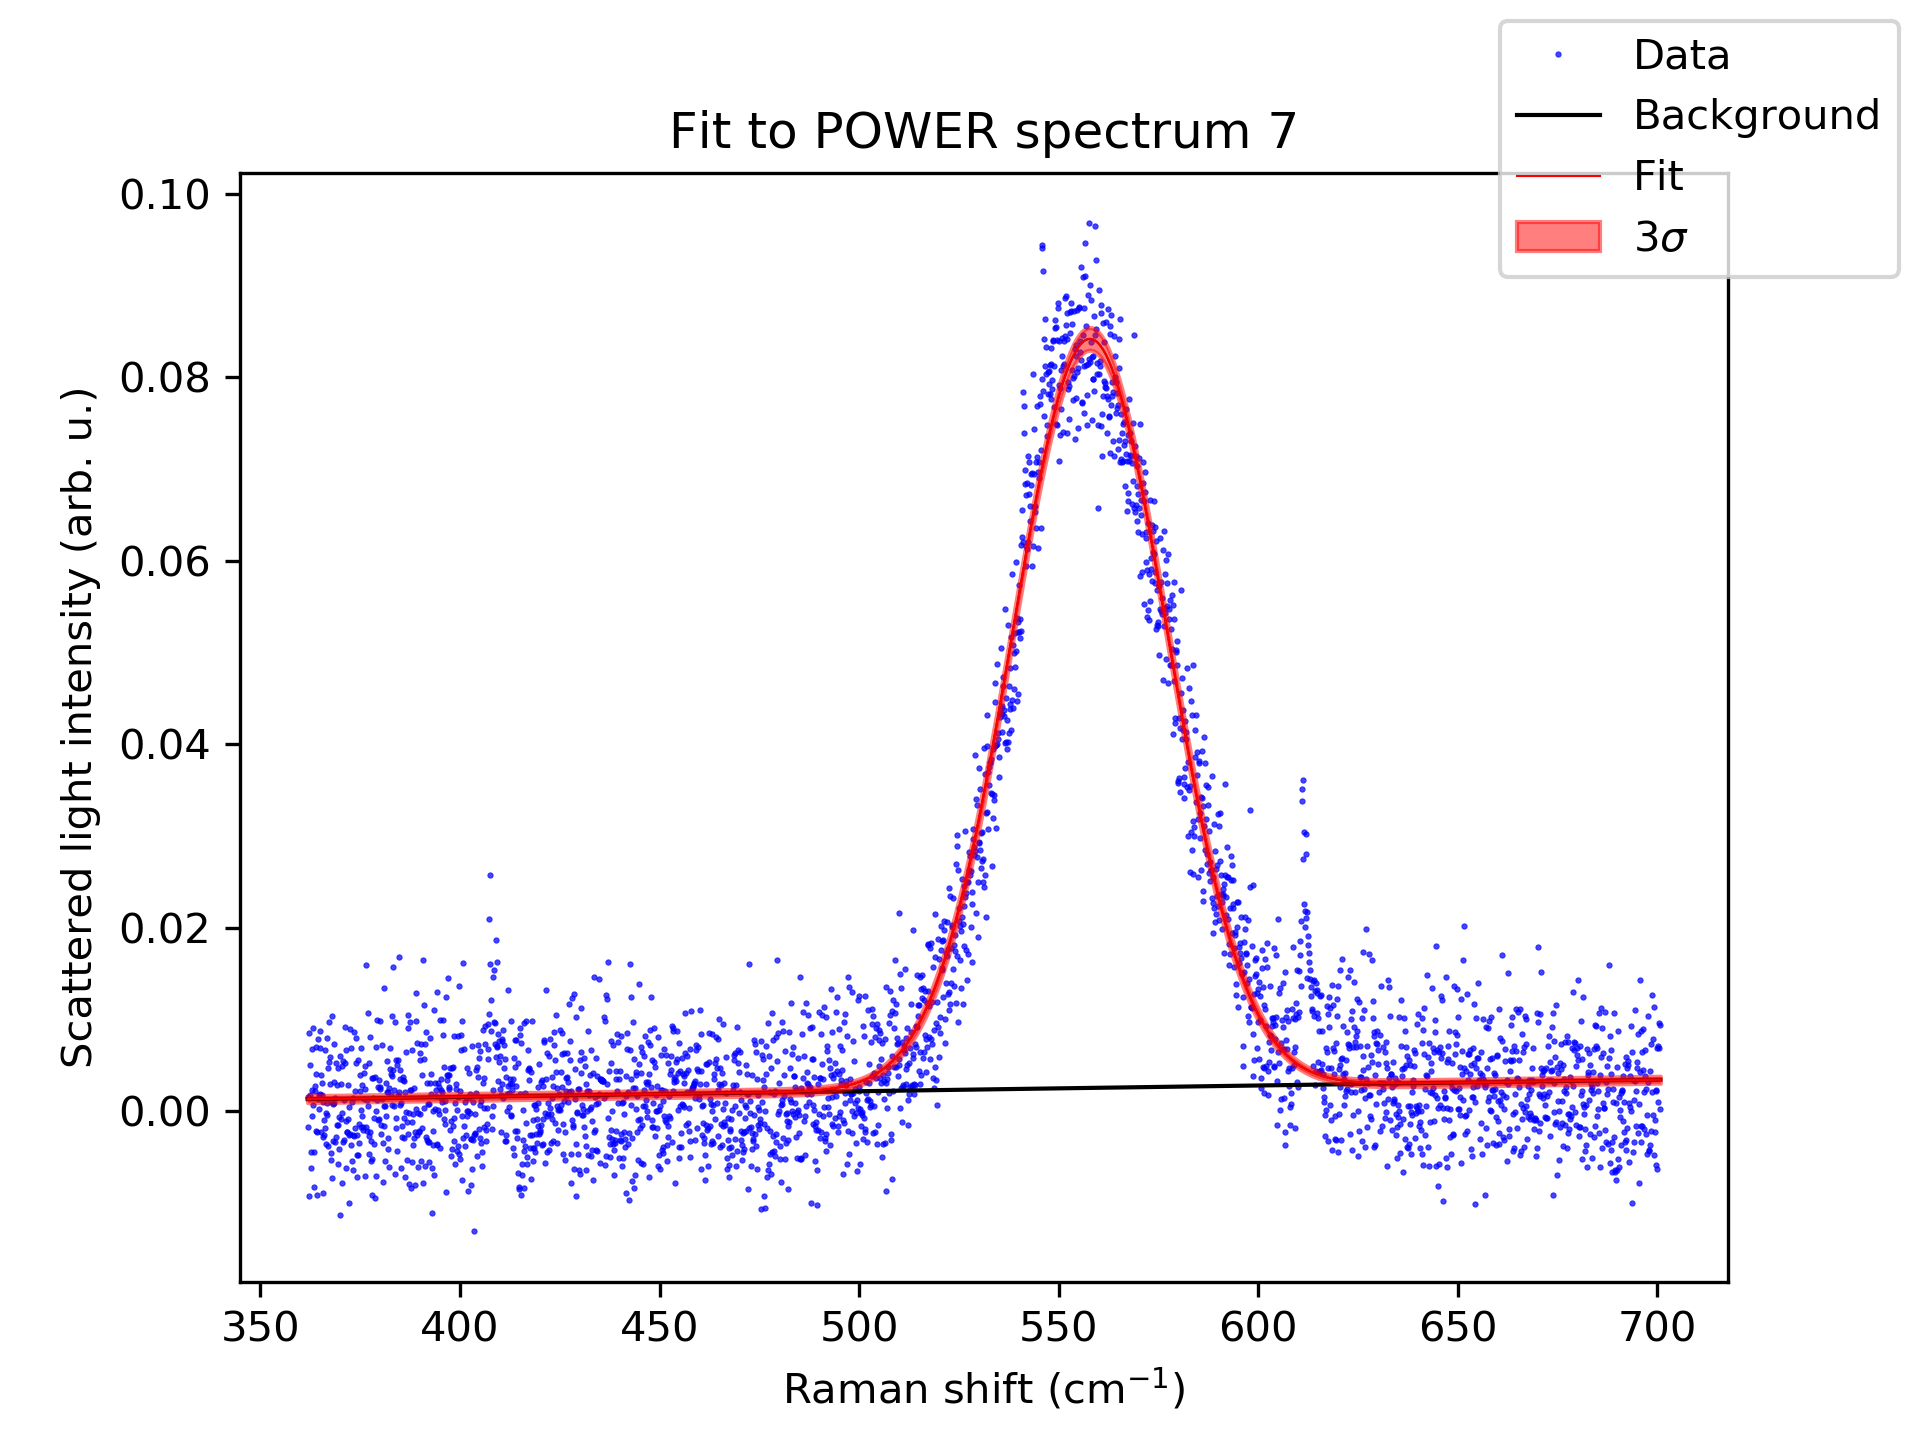 Data
Background
Fit
3σ
Fit to POWER spectrum 7
Scattered light intensity (arb. u.)
0.10
0.08
0.06
0.04
0.02
0.00
350 400 450 500 550 600 650 700
Raman shift (cm⁻¹)